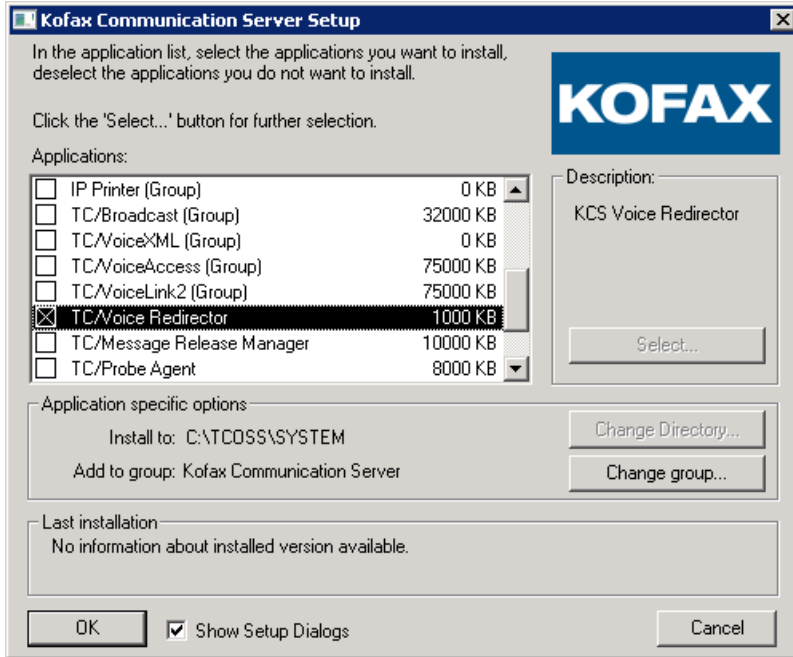 Kofax Communication Server Setup
In the application list, select the applications you want to install,
deselect the applications you do not want to install.
Click the 'Select...' button for further selection.
KOFAX
Applications:
IP Printer (Group) 0 KB
TC/Broadcast (Group) 32000 KB
TC/VoiceXML (Group) 0 KB
TC/VoiceAccess (Group) 75000 KB
TC/VoiceLink2 (Group) 75000 KB
TC/Voice Redirector 1000 KB
TC/Message Release Manager 10000 KB
TC/Probe Agent 8000 KB
Description:
KCS Voice Redirector
Select...
Application specific options
Install to: C:\TCOSS\SYSTEM
Change Directory...
Add to group: Kofax Communication Server
Change group...
Last installation
No information about installed version available.
OK
Show Setup Dialogs
Cancel